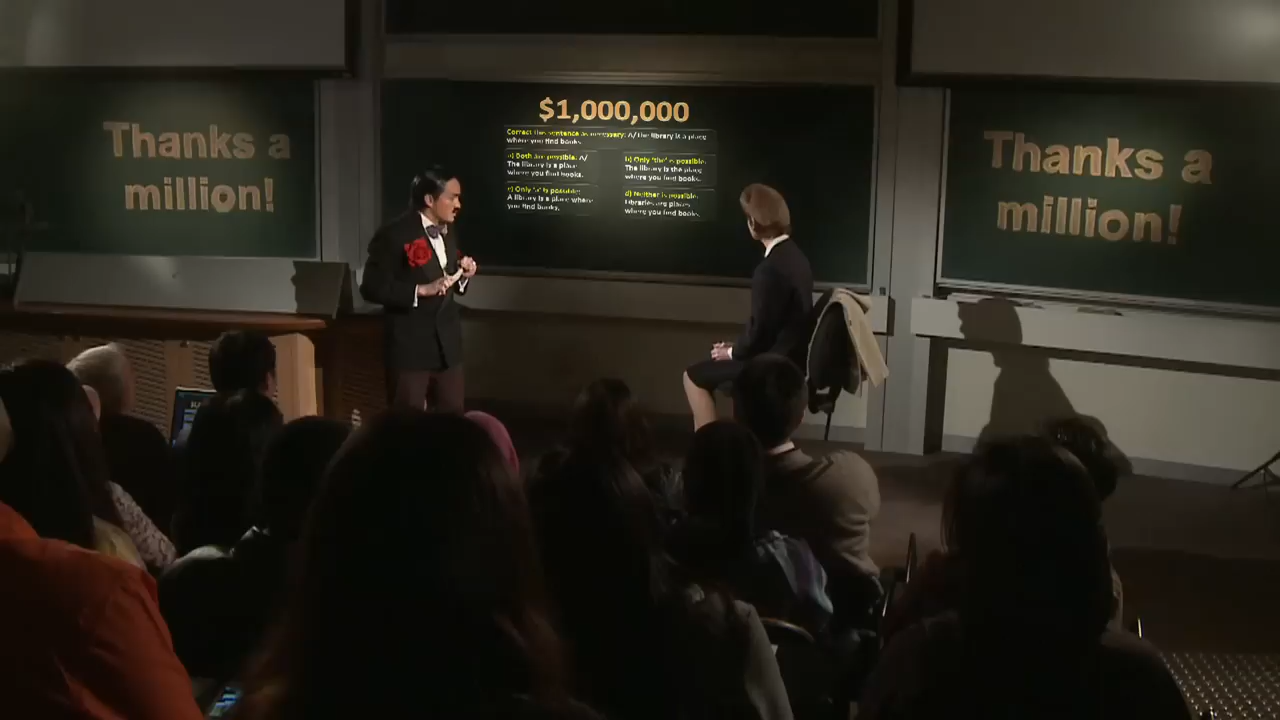 Thanks a
million!
$1,000,000
Correct this sentence as necessary: A/The library is a place
where you find books.
a) Both are possible. A/
The library is a place
where you find books.
b) Only 'the' is possible.
The library is the place
where you find books.
c) Only 'a' is possible.
A library is a place where
you find books.
d) Neither is possible.
Libraries are places
where you find books.
Thanks a
million!